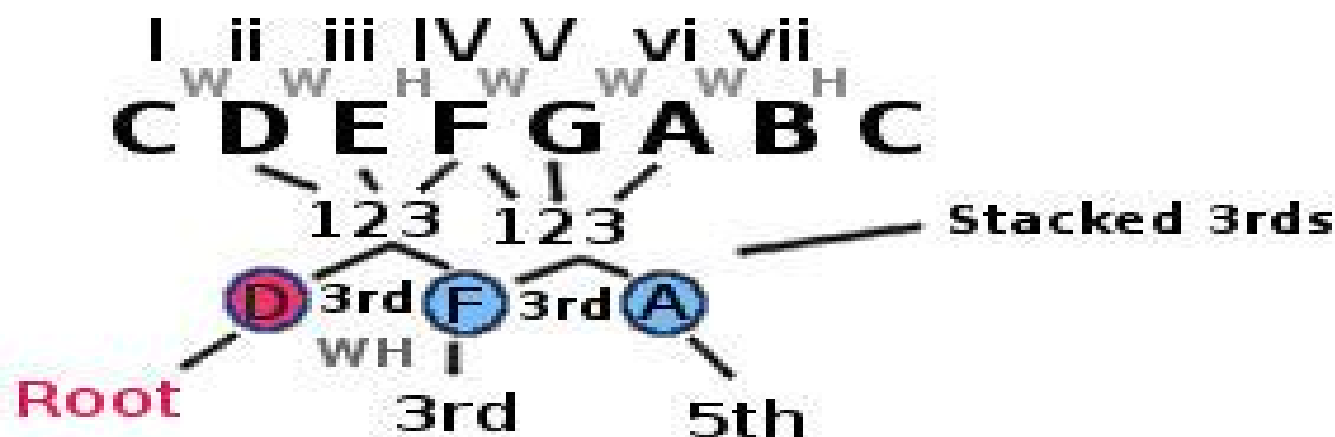 I ii iii IV V vi vii
W W H W W W H
C D E F G A B C
123 123
Stacked 3rds
D 3rd F 3rd A
WH
Root 3rd 5th